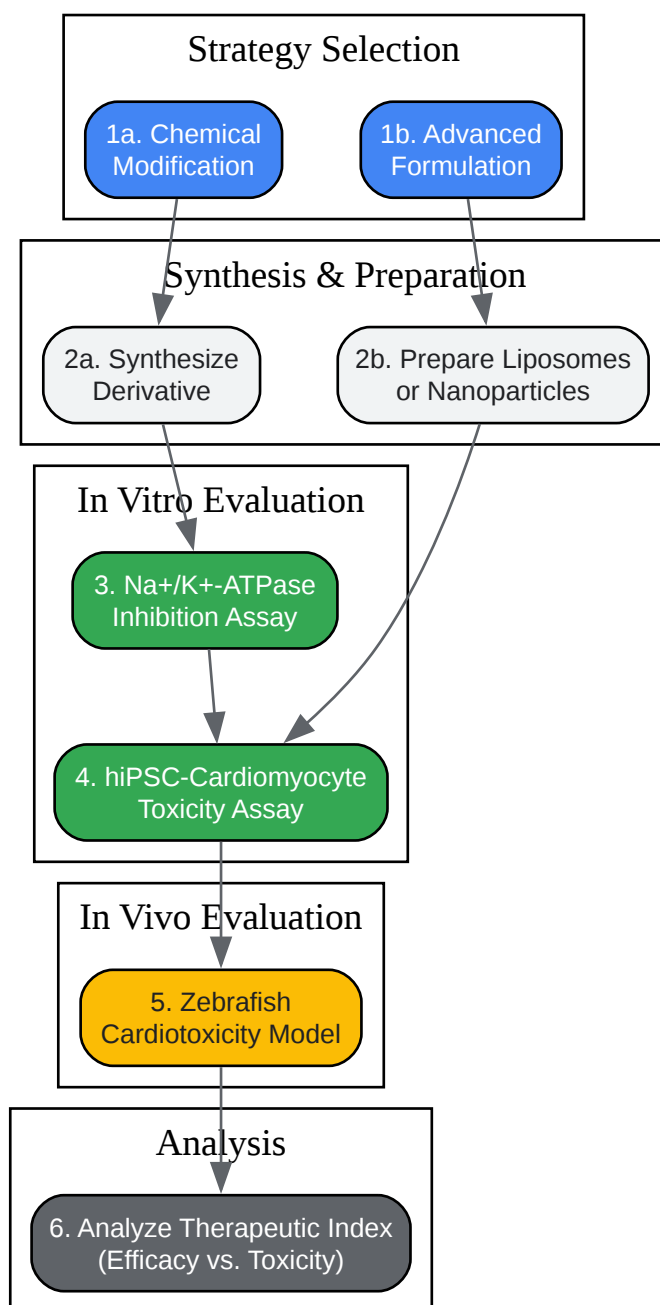 Strategy Selection
1a. Chemical
Modification
1b. Advanced
Formulation
Synthesis & Preparation
2a. Synthesize
Derivative
2b. Prepare Liposomes
or Nanoparticles
In Vitro Evaluation
3. Na+/K+-ATPase
Inhibition Assay
4. hiPSC-Cardiomyocyte
Toxicity Assay
In Vivo Evaluation
5. Zebrafish
Cardiotoxicity Model
Analysis
6. Analyze Therapeutic Index
(Efficacy vs. Toxicity)